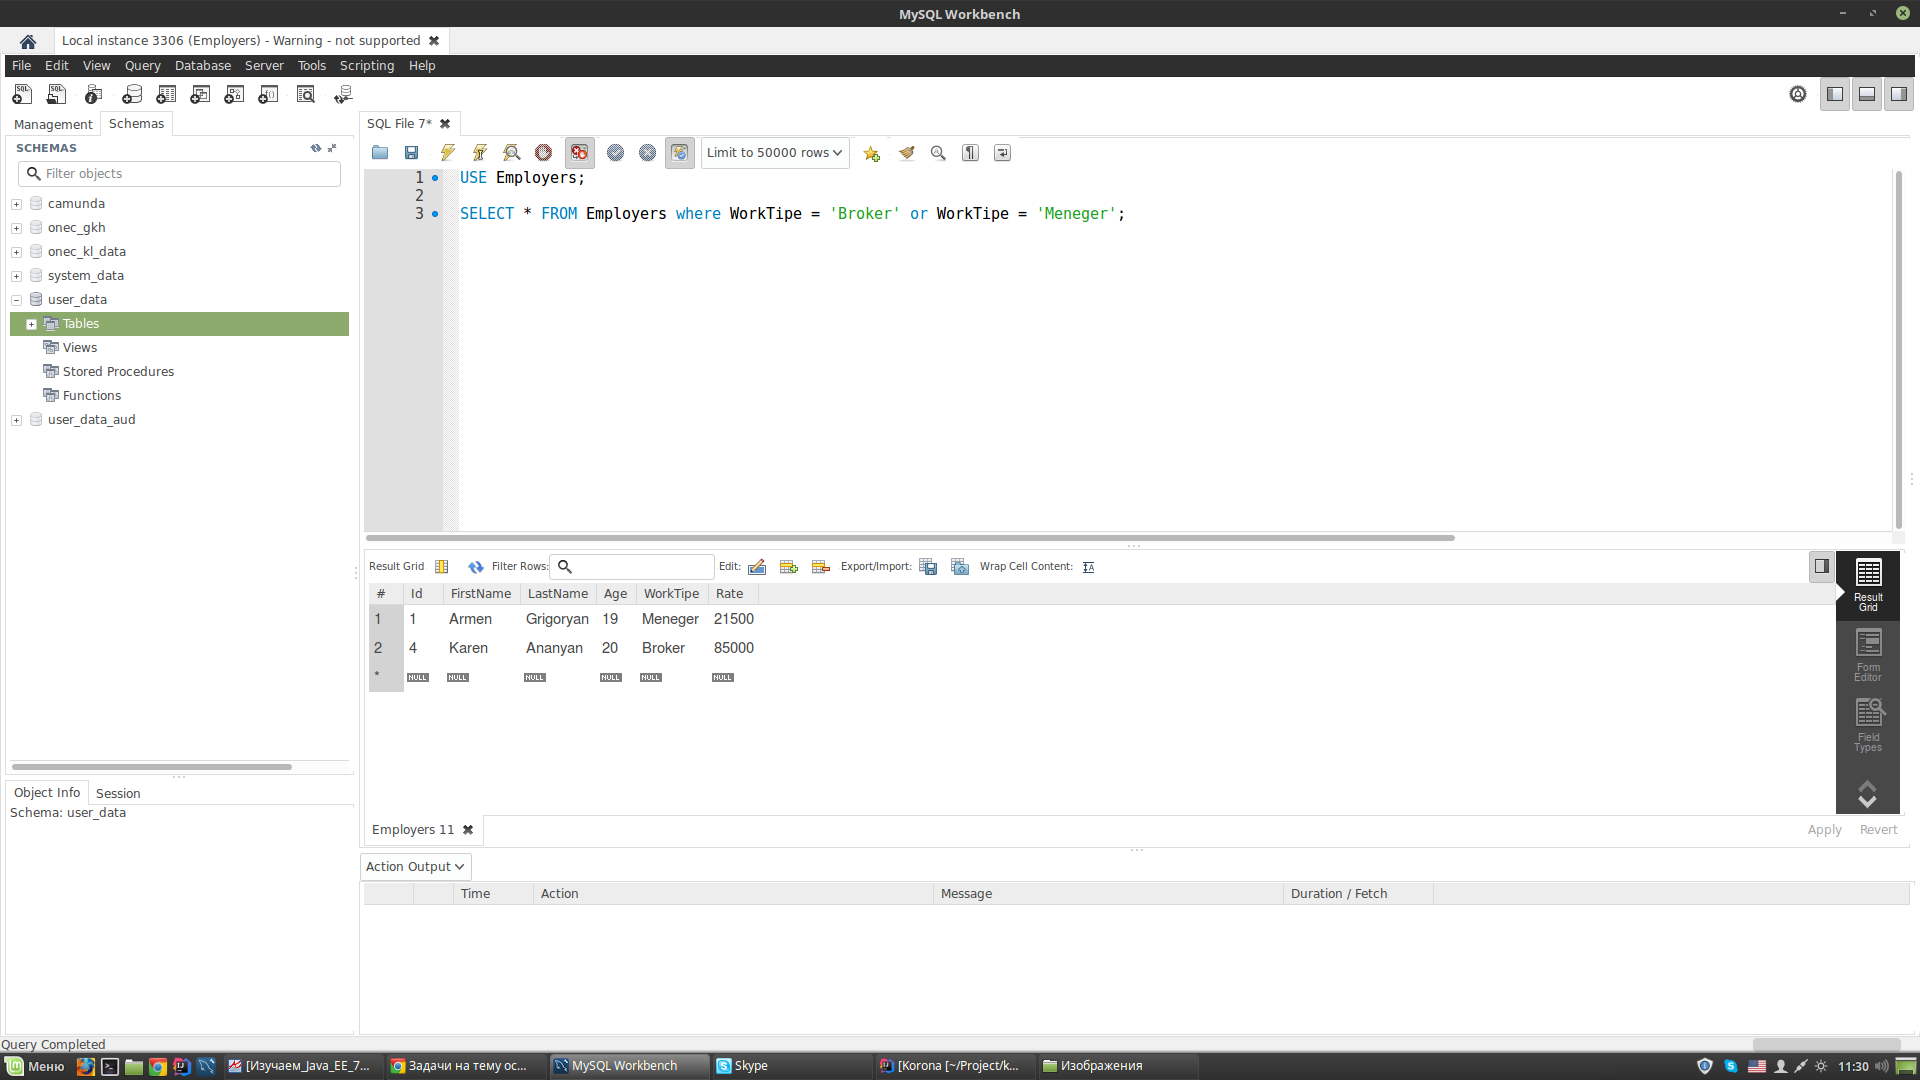 MySQL Workbench
Local instance 3306 (Employers) - Warning - not supported
File Edit View Query Database Server Tools Scripting Help
Management Schemas
SQL File 7*
SCHEMAS
Filter objects
camunda
onec_gkh
onec_kl_data
system_data
user_data
Tables
Views
Stored Procedures
Functions
user_data_aud
Object Info Session
Schema: user_data
Limit to 50000 rows
1 USE Employers;
2
3 SELECT * FROM Employers where WorkTipe = 'Broker' or WorkTipe = 'Meneger';
Result Grid Filter Rows: Edit: Export/Import: Wrap Cell Content:
# Id FirstName LastName Age WorkTipe Rate
1 1 Armen Grigoryan 19 Meneger 21500
2 4 Karen Ananyan 20 Broker 85000
* NULL NULL NULL NULL NULL NULL
Result
Grid
Form
Editor
Field
Types
Employers 11
Apply Revert
Action Output
Time Action Message Duration / Fetch
Query Completed
Меню [Изучаем_Java_EE_7... Задачи на тему ос... MySQL Workbench Skype [Korona [~/Project/k... Изображения 11:30